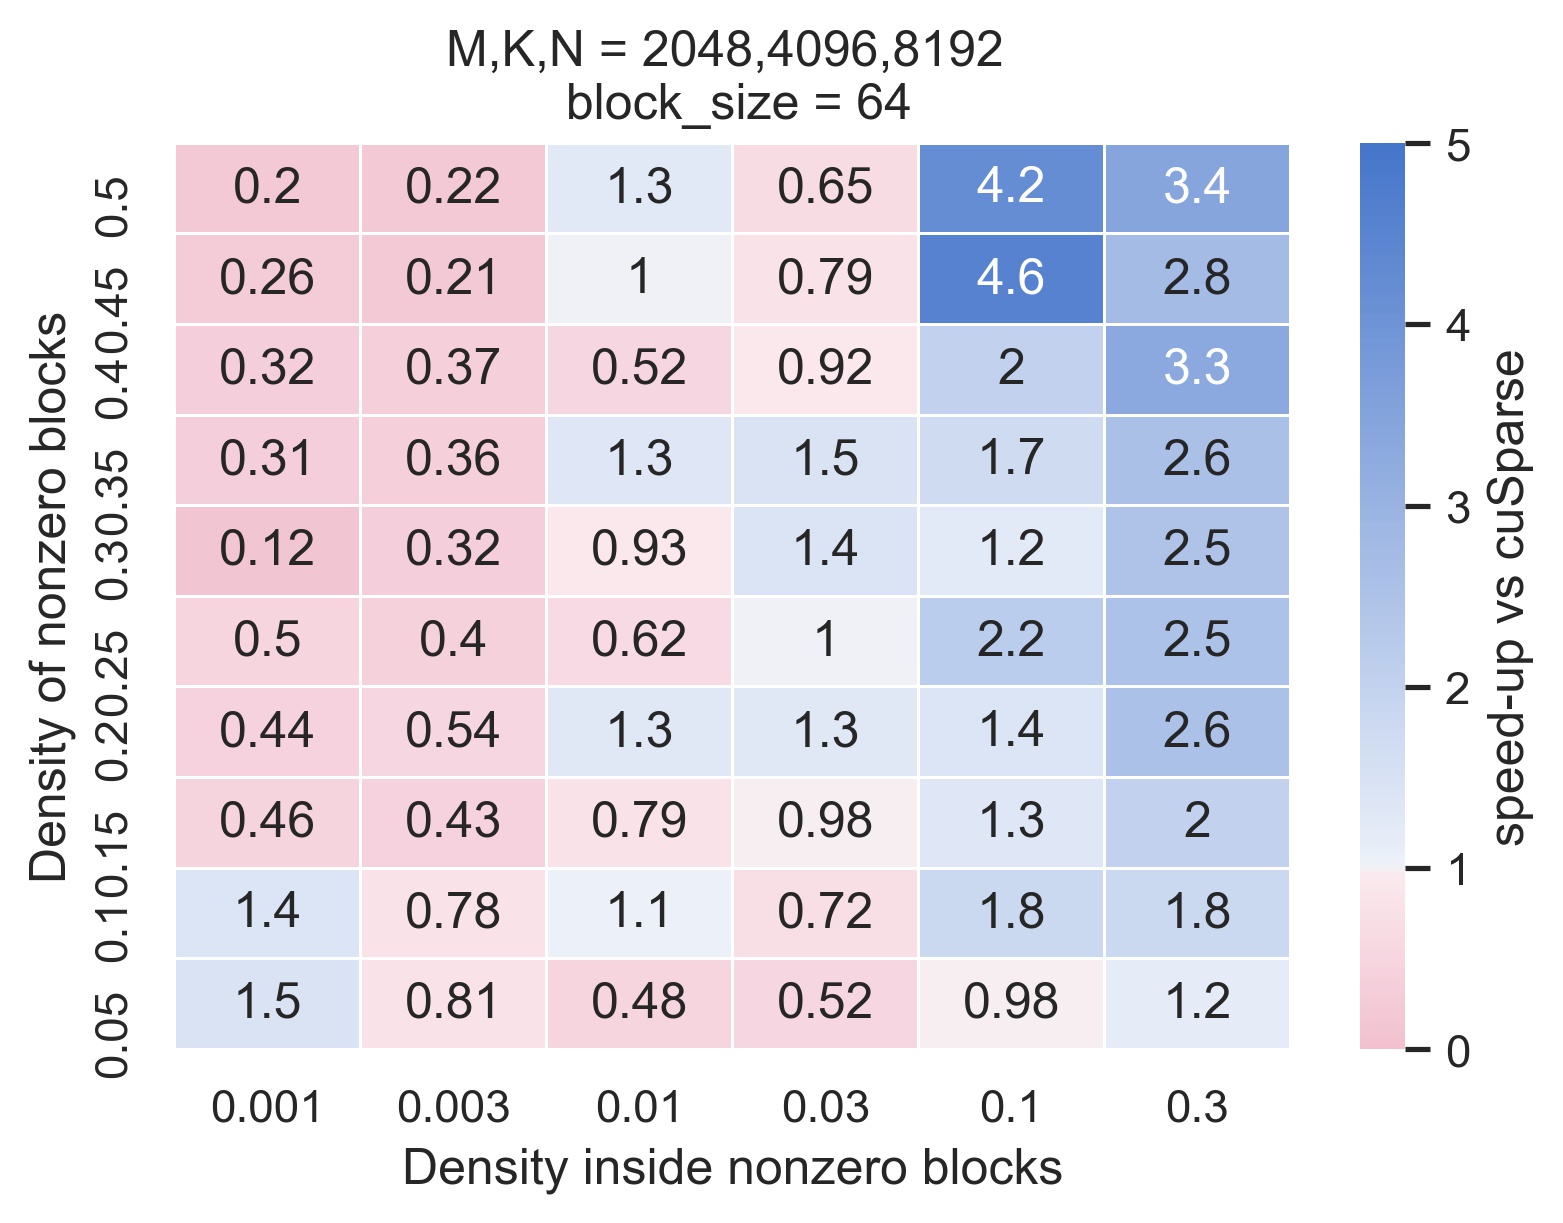 M,K,N = 2048,4096,8192
block_size = 64
0.5 0.2 0.22 1.3 0.65 4.2 3.4
0.45 0.26 0.21 1 0.79 4.6 2.8
0.4 0.32 0.37 0.52 0.92 2 3.3
0.35 0.31 0.36 1.3 1.5 1.7 2.6
0.30 0.12 0.32 0.93 1.4 1.2 2.5
0.25 0.5 0.4 0.62 1 2.2 2.5
0.20 0.44 0.54 1.3 1.3 1.4 2.6
0.15 0.46 0.43 0.79 0.98 1.3 2
0.10 1.4 0.78 1.1 0.72 1.8 1.8
0.05 1.5 0.81 0.48 0.52 0.98 1.2
0.001 0.003 0.01 0.03 0.1 0.3
Density inside nonzero blocks
Density of nonzero blocks
5
4
3
2
1
0
speed-up vs cuSparse